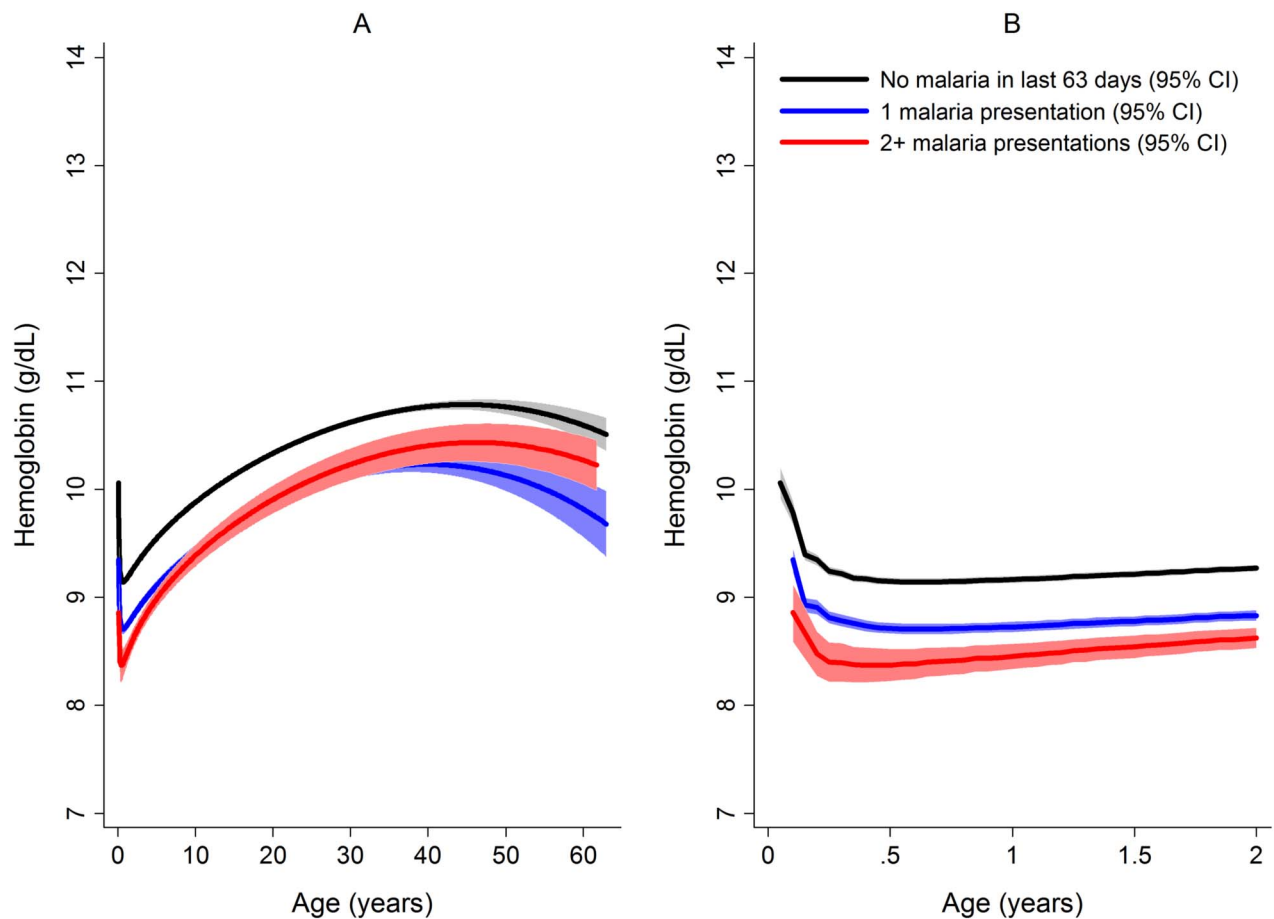 A
Hemoglobin (g/dL)
14
13
12
11
10
9
8
7
0 10 20 30 40 50 60
Age (years)
B
No malaria in last 63 days (95% CI)
1 malaria presentation (95% CI)
2+ malaria presentations (95% CI)
Hemoglobin (g/dL)
14
13
12
11
10
9
8
7
0 .5 1 1.5 2
Age (years)